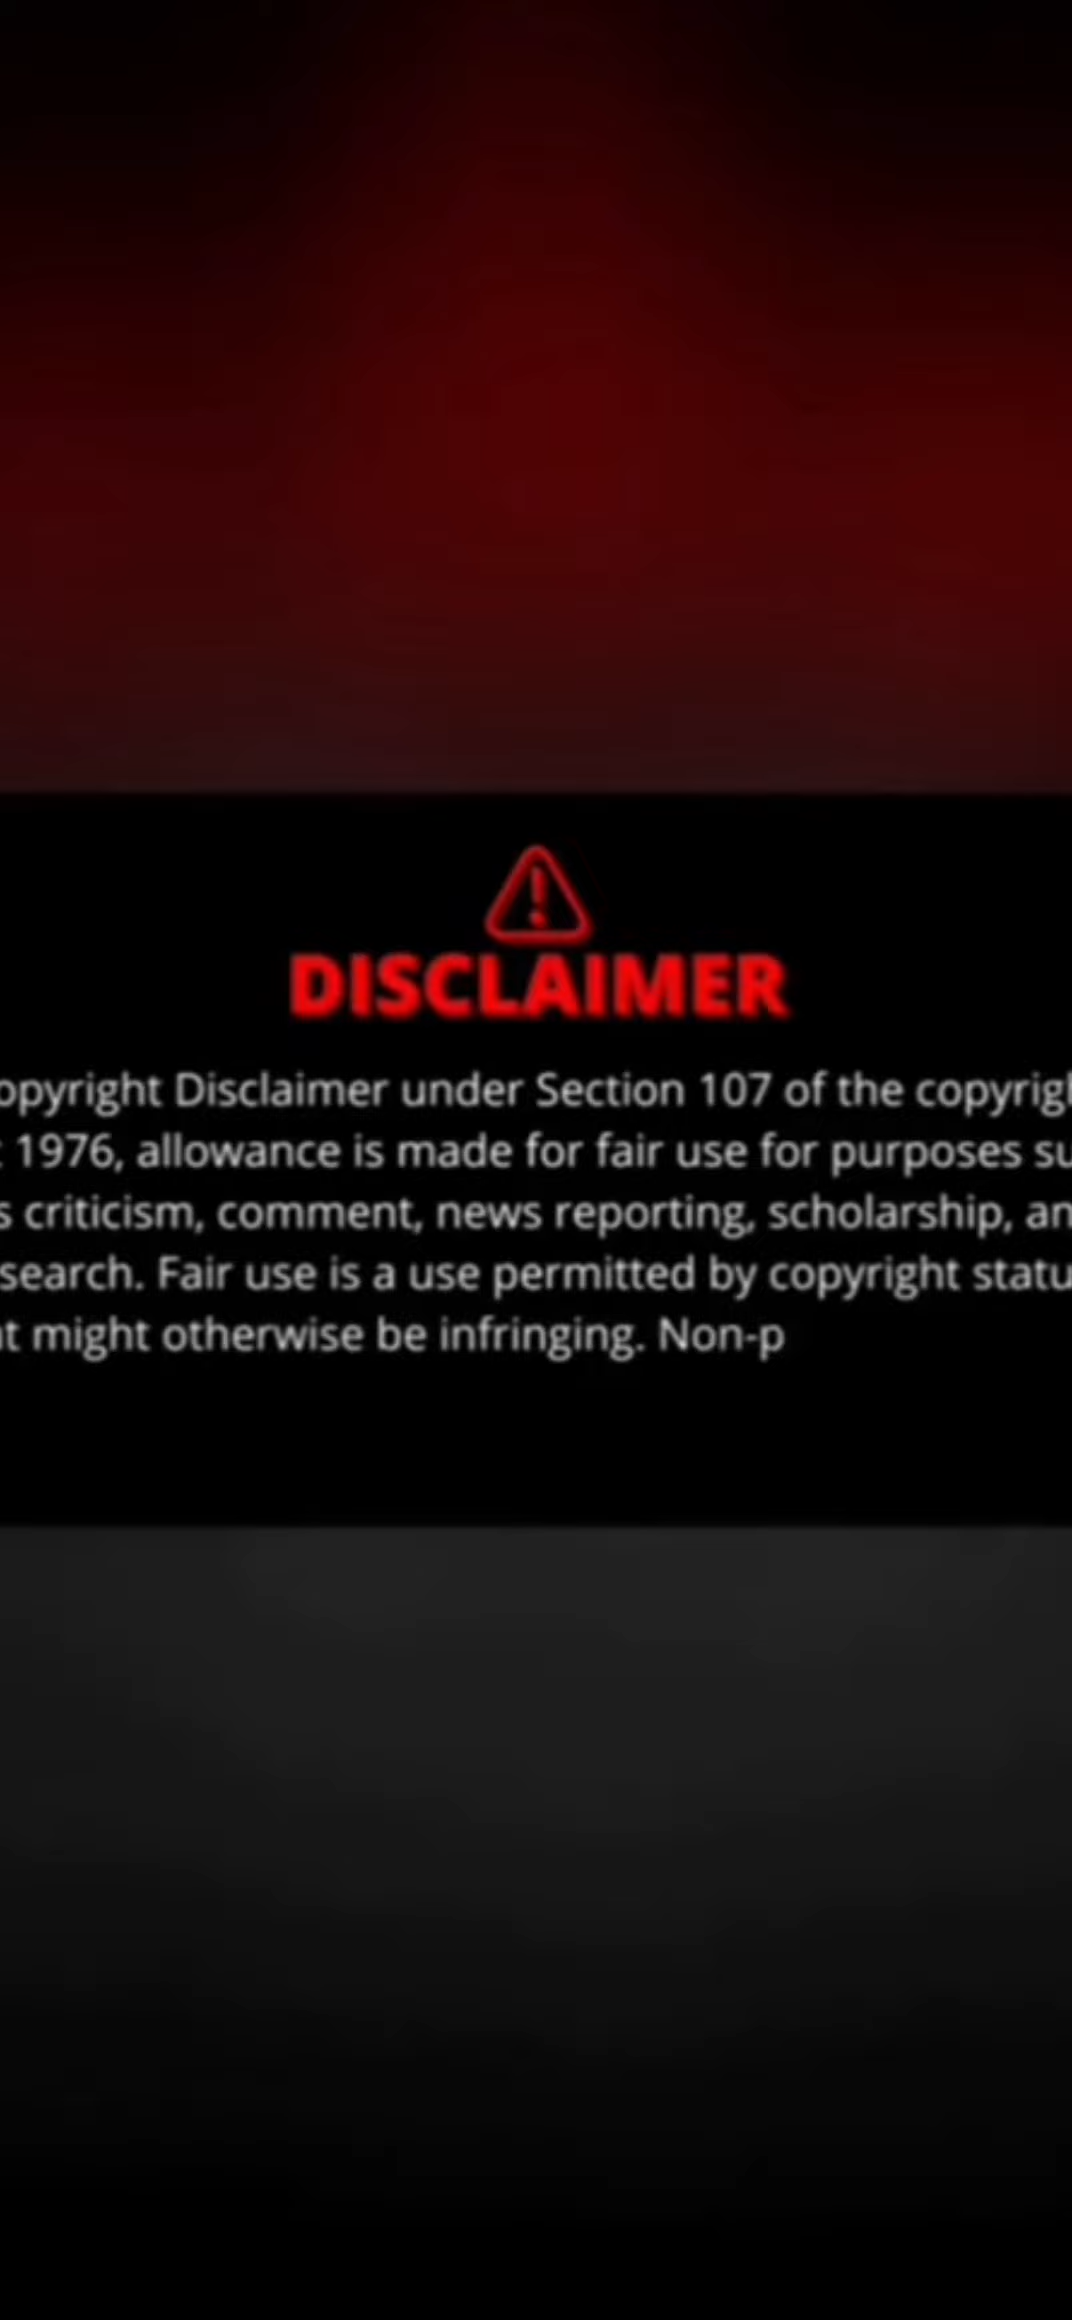 DISCLAIMER
opyright Disclaimer under Section 107 of the copyrigh
t 1976, allowance is made for fair use for purposes su
s criticism, comment, news reporting, scholarship, an
search. Fair use is a use permitted by copyright statu
at might otherwise be infringing. Non-p